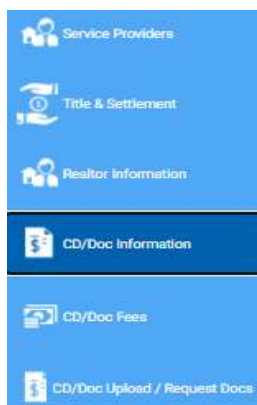 Service Providers
Title & Settlement
Realtor Information
CD/Doc Information
CD/Doc Fees
CD/Doc Upload / Request Docs